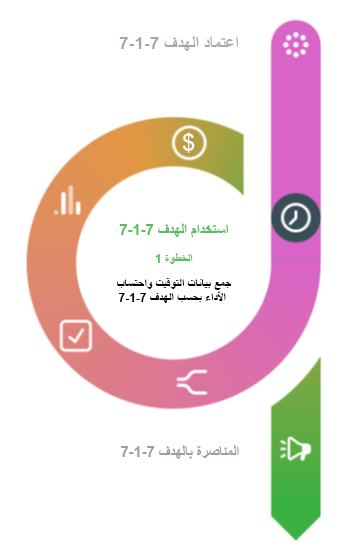 اعتماد الهدف 7-1-7
$
استخدام الهدف 7-1-7
الخطوة 1
جمع بيانات التوقيت واحتساب
الأداء بحسب الهدف 7-1-7
المناصرة بالهدف 7-1-7